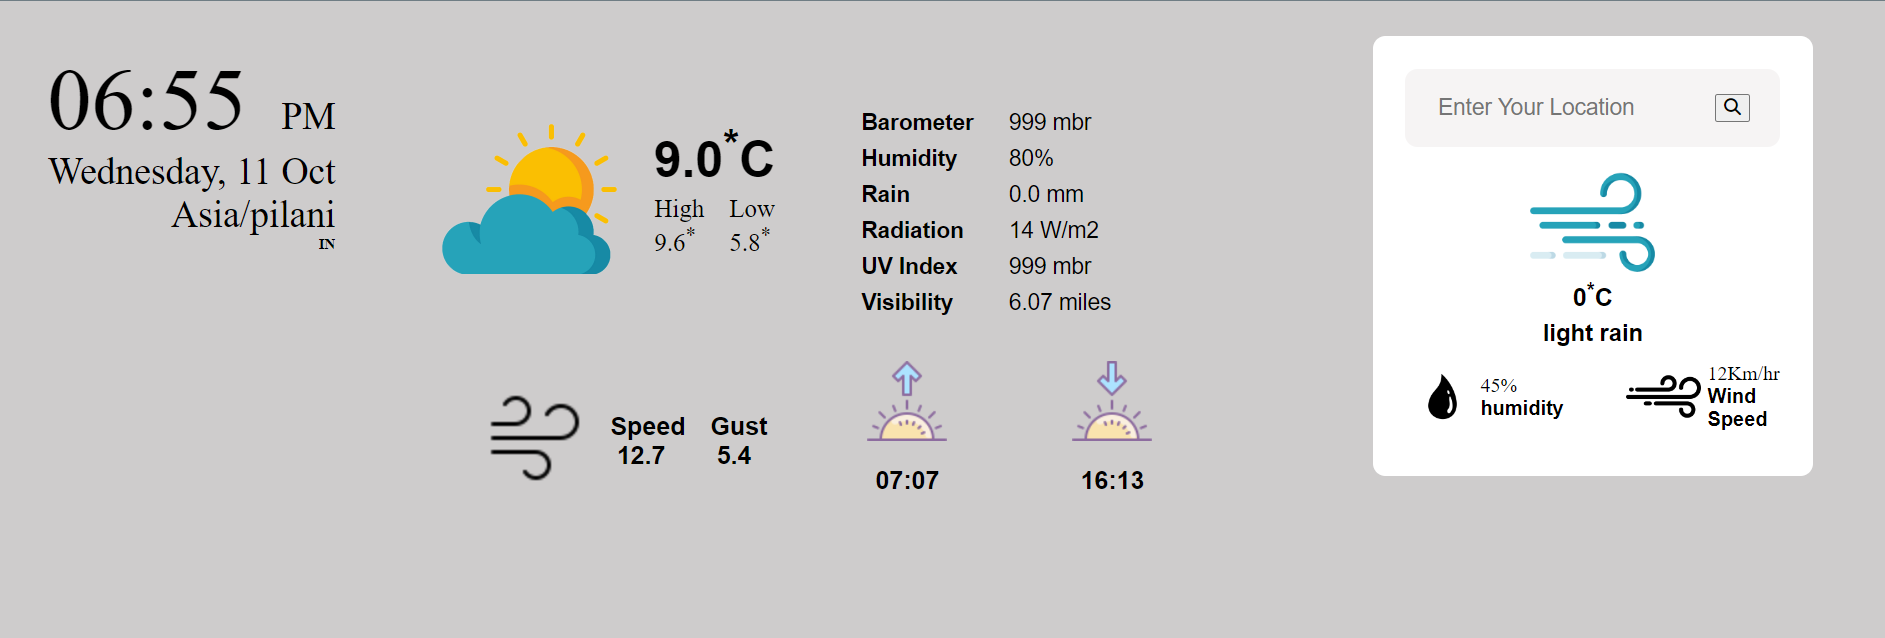 06:55 PM
Wednesday, 11 Oct
Asia/pilani
IN
9.0*C
High Low
9.6* 5.8*
Barometer 999 mbr
Humidity 80%
Rain 0.0 mm
Radiation 14 W/m2
UV Index 999 mbr
Visibility 6.07 miles
Speed Gust
12.7 5.4
07:07 16:13
Enter Your Location
0*C
light rain
45%
humidity
12Km/hr
Wind
Speed